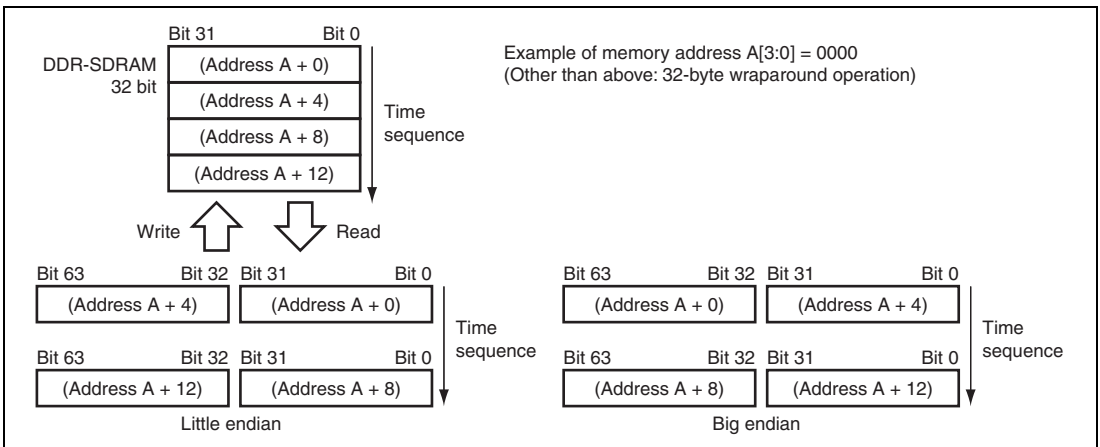 Bit 31 Bit 0
DDR-SDRAM
32 bit
(Address A + 0)
(Address A + 4)
(Address A + 8)
(Address A + 12)
Time
sequence
Example of memory address A[3:0] = 0000
(Other than above: 32-byte wraparound operation)
Write Read
Bit 63 Bit 32 Bit 31 Bit 0
(Address A + 4) (Address A + 0)
Bit 63 Bit 32 Bit 31 Bit 0
(Address A + 12) (Address A + 8)
Time
sequence
Little endian
Bit 63 Bit 32 Bit 31 Bit 0
(Address A + 0) (Address A + 4)
Bit 63 Bit 32 Bit 31 Bit 0
(Address A + 8) (Address A + 12)
Time
sequence
Big endian